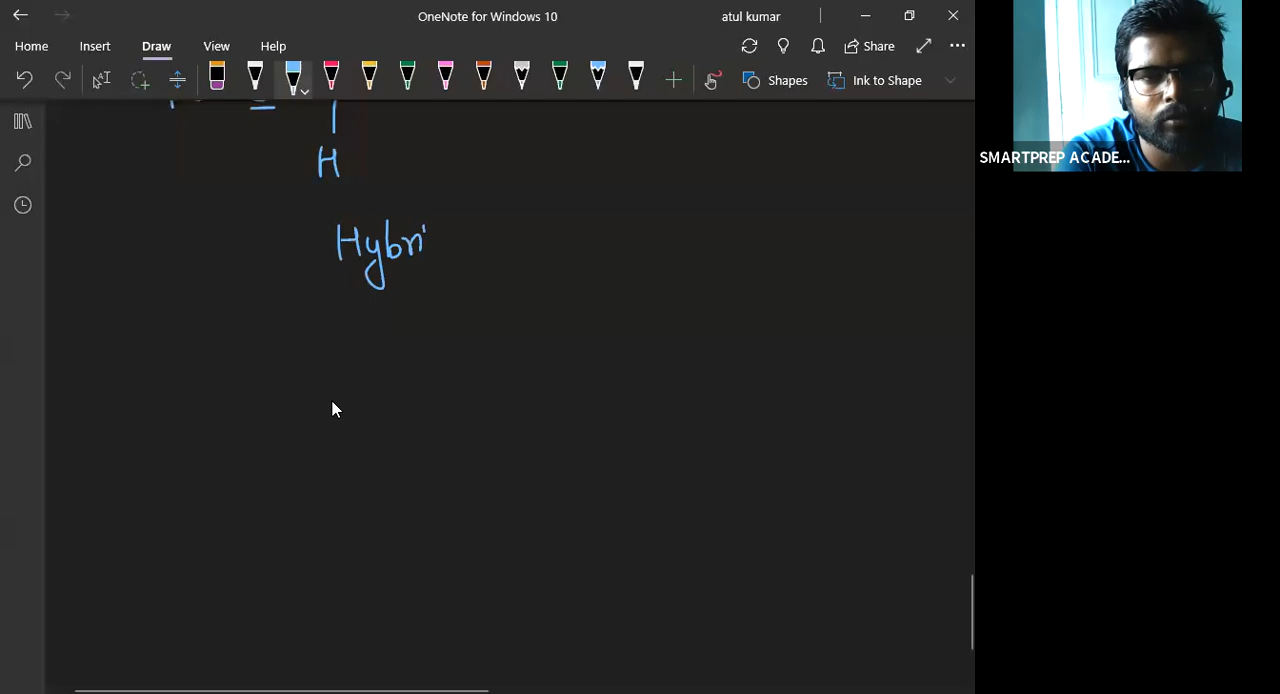 OneNote for Windows 10
atul kumar
Home Insert Draw View Help
Share
Shapes
Ink to Shape
SMARTPREP ACADE...
H
Hybri